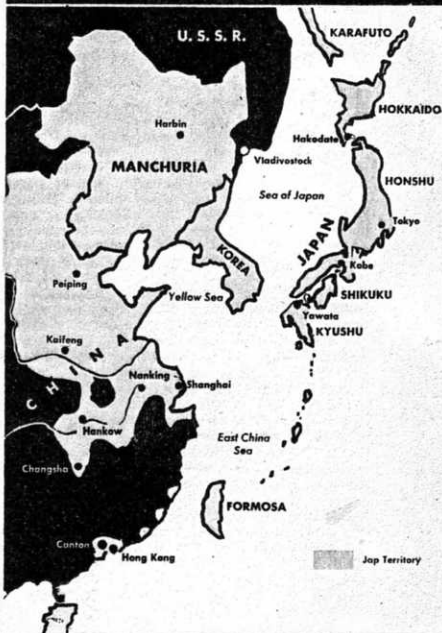 U. S. S. R.
KARAFUTO
HOKKAIDO
Harbin
Hakodate
MANCHURIA
Vladivostock
HONSHU
Sea of Japan
Tokyo
JAPAN
KOREA
Peiping
Kobe
Yellow Sea
SHIKUKU
Yawata
KYUSHU
Kaifeng
CHINA
Nanking
Shanghai
Hankow
East China
Sea
Changsha
FORMOSA
Canton
Hong Kong
Jap Territory